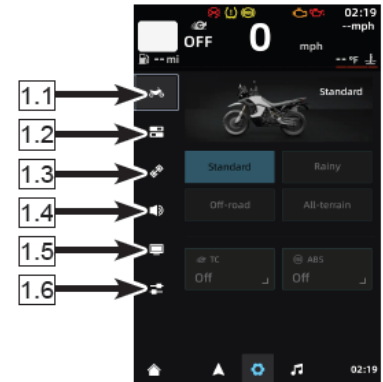 02:19
OFF 0 mph --mph
-- mi -- °F
1.1 Standard
1.2
1.3 Standard Rainy
1.4 Off-road All-terrain
1.5 TC ABS
1.6 Off Off
02:19